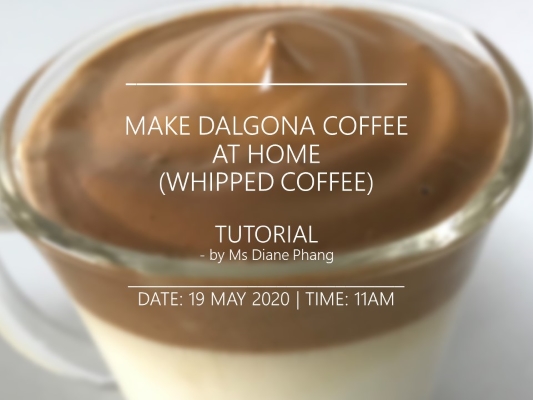 MAKE DALGONA COFFEE
AT HOME
(WHIPPED COFFEE)
TUTORIAL
- by Ms Diane Phang
DATE: 19 MAY 2020 | TIME: 11AM